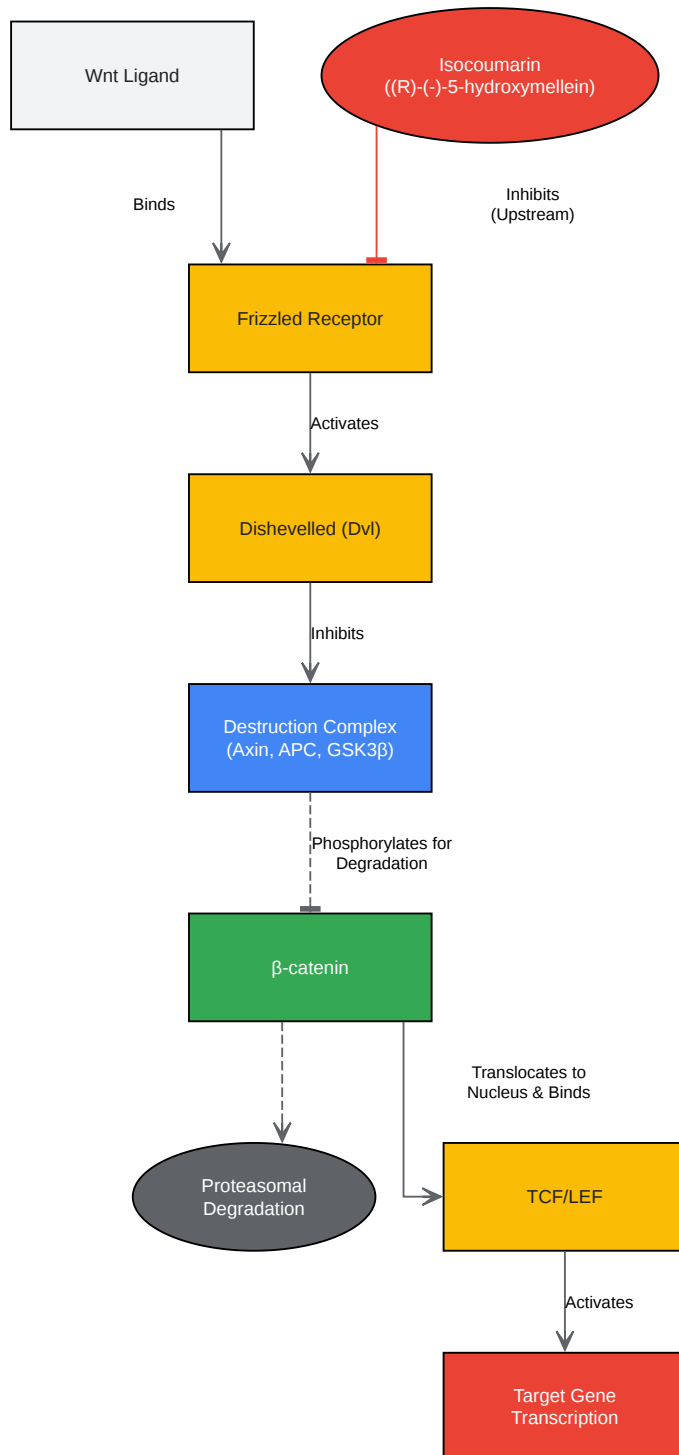 Wnt Ligand
Isocoumarin
((R)-(-)-5-hydroxymellein)
Binds
Inhibits
(Upstream)
Frizzled Receptor
Activates
Dishevelled (Dvl)
Inhibits
Destruction Complex
(Axin, APC, GSK3β)
Phosphorylates for
Degradation
β-catenin
Translocates to
Nucleus & Binds
Proteasomal
Degradation
TCF/LEF
Activates
Target Gene
Transcription